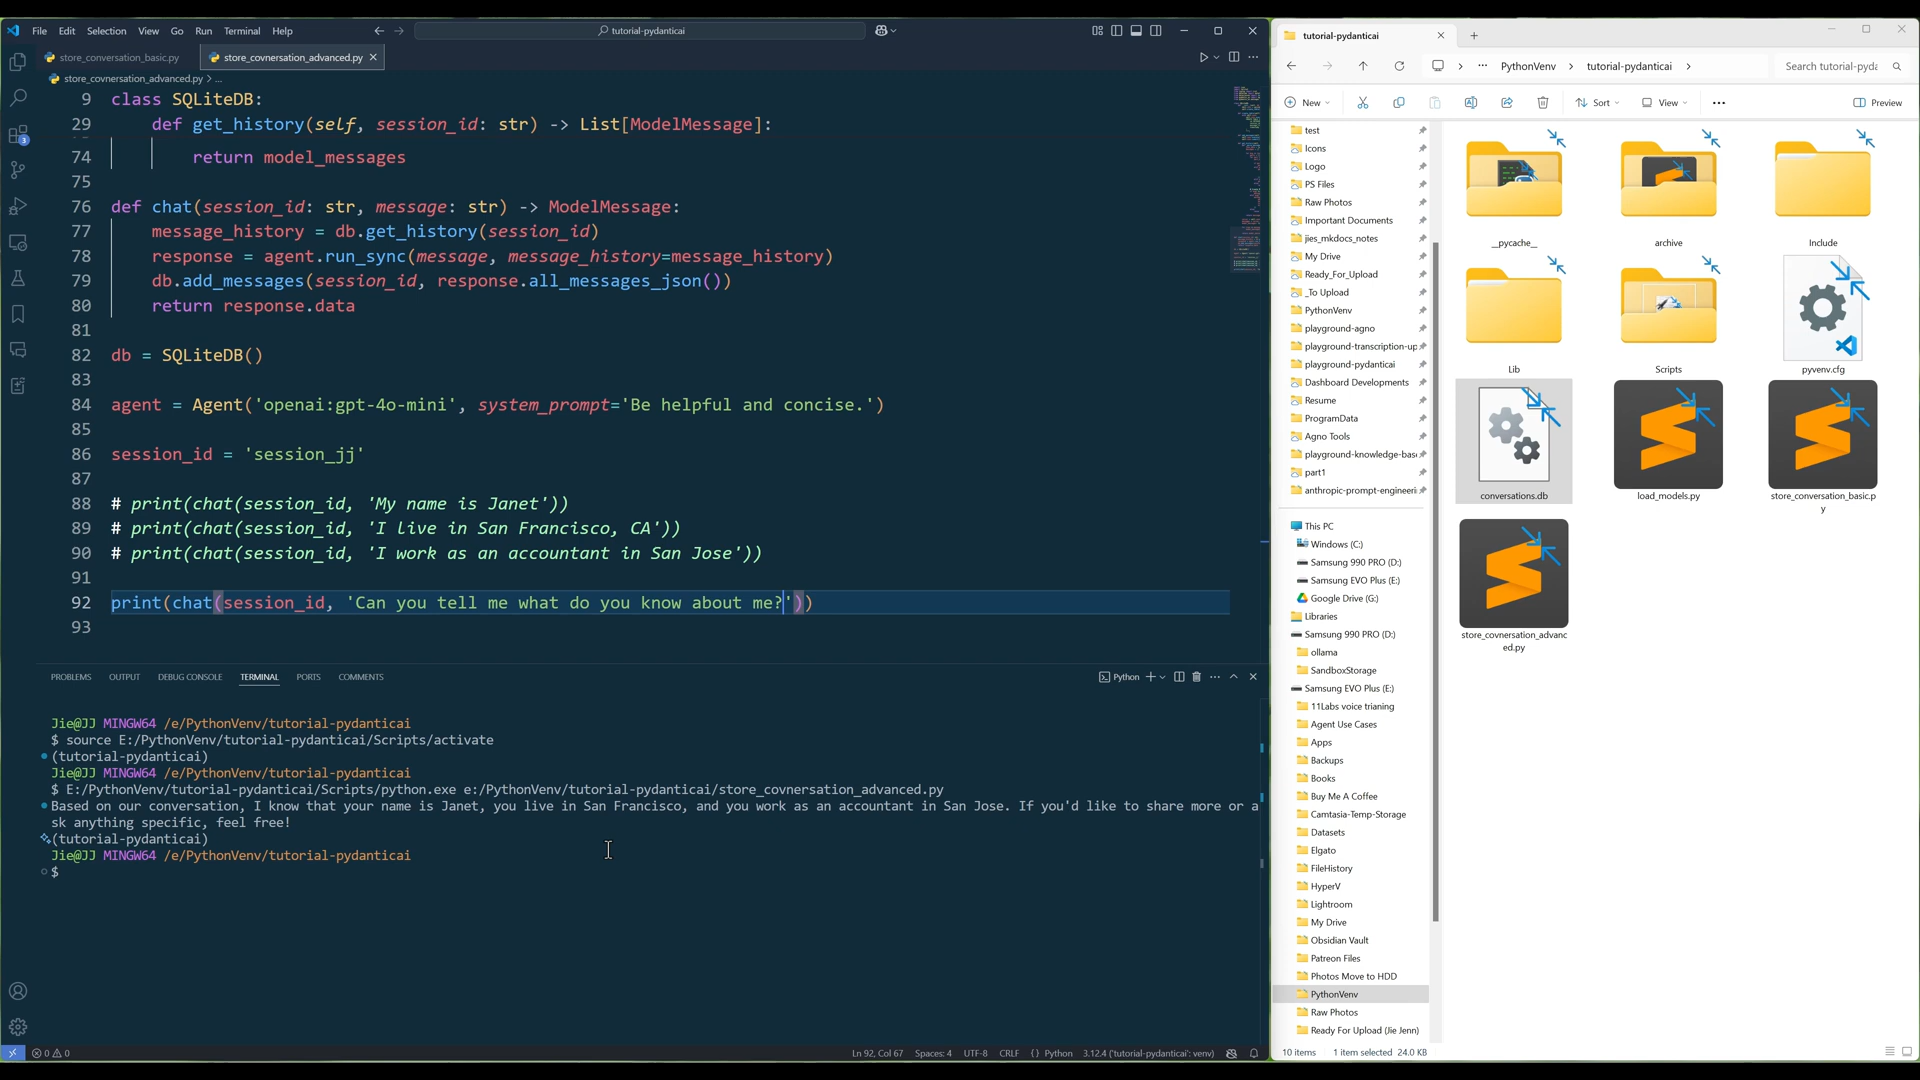 File Edit Selection View Go Run Terminal Help
tutorial-pydanticai
store_conversation_basic.py
store_covnersation_advanced.py
store_covnersation_advanced.py > ...
9 class SQLiteDB:
29 def get_history(self, session_id: str) -> List[ModelMessage]:
74 return model_messages
75
76 def chat(session_id: str, message: str) -> ModelMessage:
77 message_history = db.get_history(session_id)
78 response = agent.run_sync(message, message_history=message_history)
79 db.add_messages(session_id, response.all_messages_json())
80 return response.data
81
82 db = SQLiteDB()
83
84 agent = Agent('openai:gpt-4o-mini', system_prompt='Be helpful and concise.')
85
86 session_id = 'session_jj'
87
88 # print(chat(session_id, 'My name is Janet'))
89 # print(chat(session_id, 'I live in San Francisco, CA'))
90 # print(chat(session_id, 'I work as an accountant in San Jose'))
91
92 print(chat(session_id, 'Can you tell me what do you know about me?'))
93
PROBLEMS OUTPUT DEBUG CONSOLE TERMINAL PORTS COMMENTS
Python
Jie@JJ MINGW64 /e/PythonVenv/tutorial-pydanticai
$ source E:/PythonVenv/tutorial-pydanticai/Scripts/activate
(tutorial-pydanticai)
Jie@JJ MINGW64 /e/PythonVenv/tutorial-pydanticai
$ E:/PythonVenv/tutorial-pydanticai/Scripts/python.exe e:/PythonVenv/tutorial-pydanticai/store_covnersation_advanced.py
Based on our conversation, I know that your name is Janet, you live in San Francisco, and you work as an accountant in San Jose. If you'd like to share more or a
sk anything specific, feel free!
(tutorial-pydanticai)
Jie@JJ MINGW64 /e/PythonVenv/tutorial-pydanticai
$
0 0
Ln 92, Col 67 Spaces: 4 UTF-8 CRLF {} Python 3.12.4 ('tutorial-pydanticai': venv)
3
tutorial-pydanticai
PythonVenv > tutorial-pydanticai >
Search tutorial-pyda
New Sort View ... Preview
test
Icons
Logo
PS Files
Raw Photos
Important Documents
jies_mkdocs_notes
My Drive
Ready_For_Upload
_To Upload
PythonVenv
playground-agno
playground-transcription-up
playground-pydanticai
Dashboard Developments
Resume
ProgramData
Agno Tools
playground-knowledge-bas
part1
anthropic-prompt-engineeri
This PC
Windows (C:)
Samsung 990 PRO (D:)
Samsung EVO Plus (E:)
Google Drive (G:)
Libraries
Samsung 990 PRO (D:)
ollama
SandboxStorage
Samsung EVO Plus (E:)
11Labs voice trianing
Agent Use Cases
Apps
Backups
Books
Buy Me A Coffee
Camtasia-Temp-Storage
Datasets
Elgato
FileHistory
HyperV
Lightroom
My Drive
Obsidian Vault
Patreon Files
Photos Move to HDD
PythonVenv
Raw Photos
Ready For Upload (Jie Jenn)
__pycache__
archive
Include
Lib
Scripts
pyvenv.cfg
conversations.db
load_models.py
store_conversation_basic.p
y
store_covnersation_advanc
ed.py
10 items 1 item selected 24.0 KB